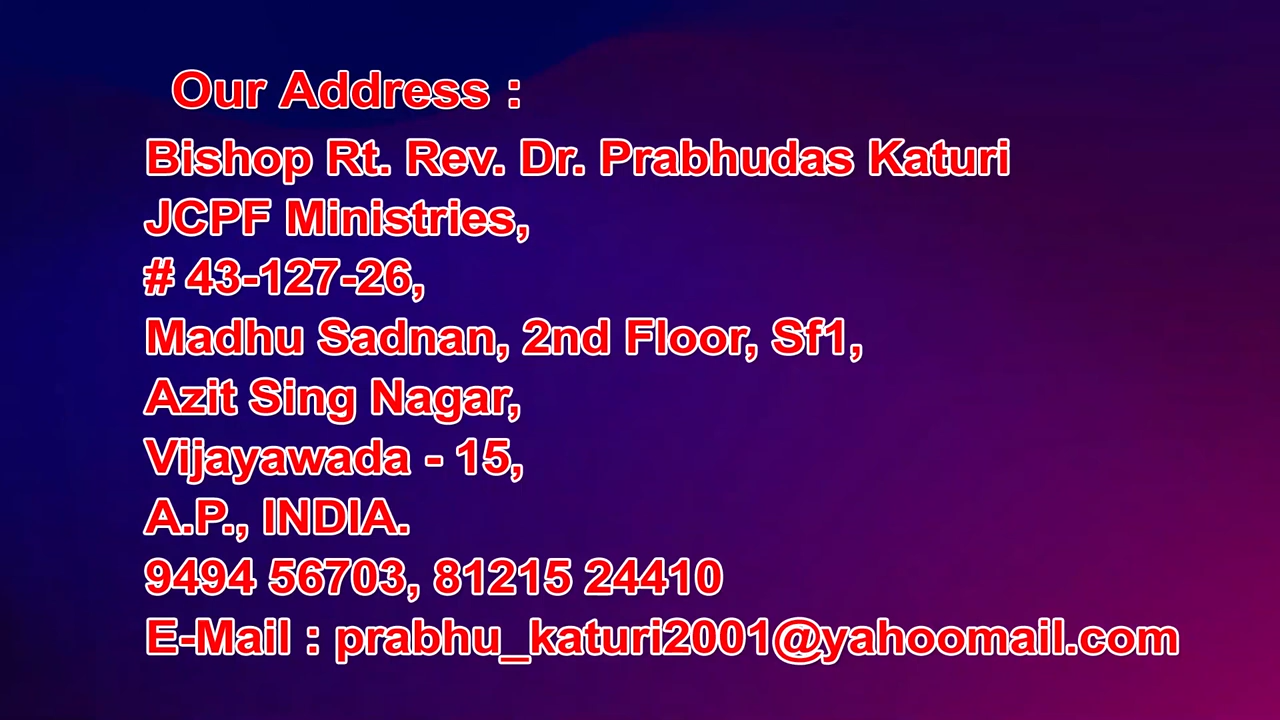 Our Address :
Bishop Rt. Rev. Dr. Prabhudas Katuri
JCPF Ministries,
# 43-127-26,
Madhu Sadnan, 2nd Floor, Sf1,
Azit Sing Nagar,
Vijayawada - 15,
A.P., INDIA.
9494 56703, 81215 24410
E-Mail : prabhu_katuri2001@yahoomail.com